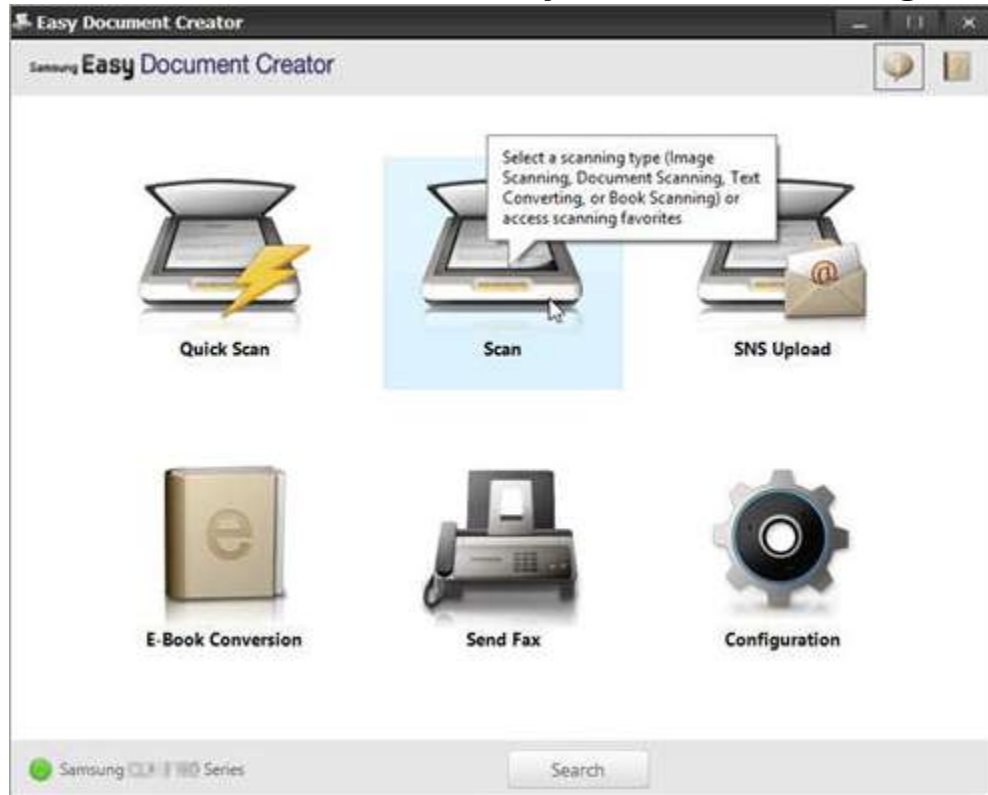 Easy Document Creator
Samsung Easy Document Creator
Select a scanning type (Image
Scanning, Document Scanning, Text
Converting, or Book Scanning) or
access scanning favorites
Quick Scan
Scan
SNS Upload
E-Book Conversion
Send Fax
Configuration
Samsung Series
Search